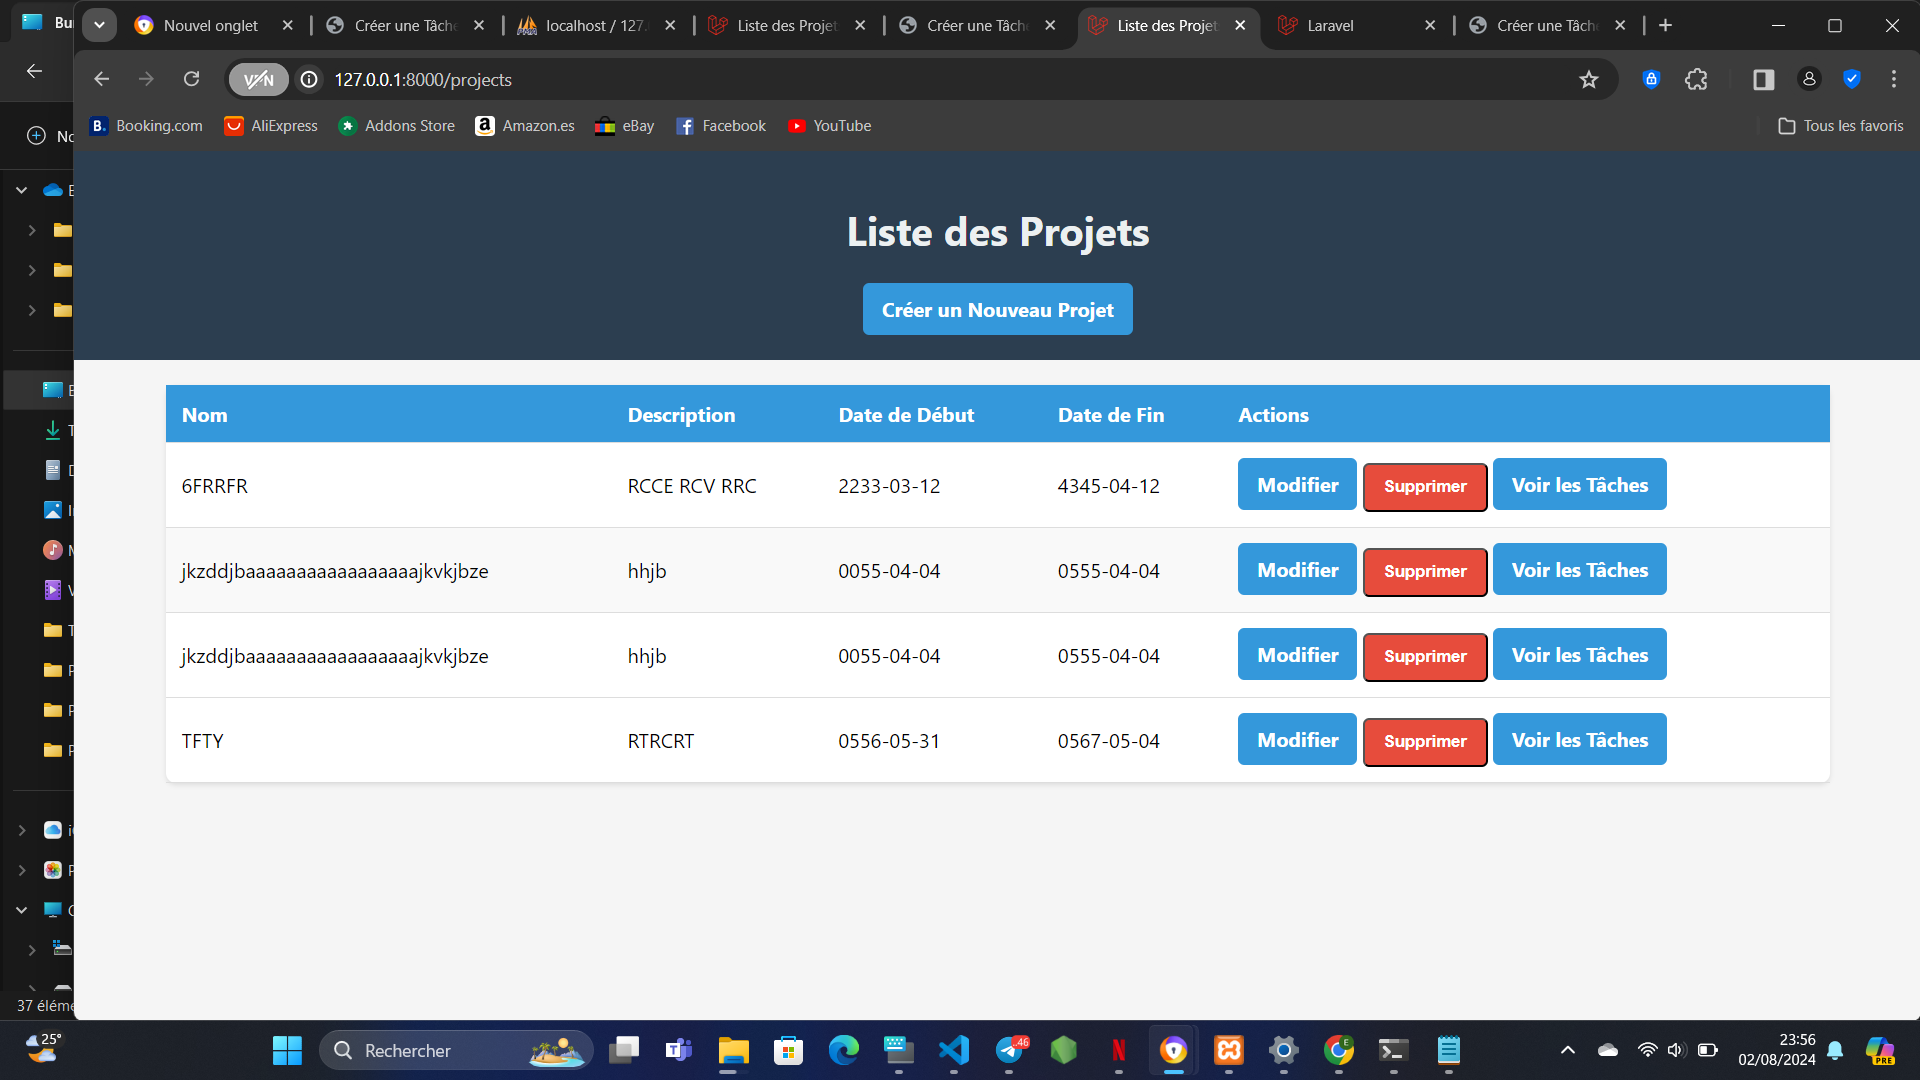 Bu
Nouvel onglet
Créer une Tâche
localhost / 127.
Liste des Projet
Créer une Tâche
Liste des Projet
Laravel
Créer une Tâche
VPN
127.0.0.1:8000/projects
Booking.com
AliExpress
Addons Store
Amazon.es
eBay
Facebook
YouTube
Tous les favoris
No
Liste des Projets
Créer un Nouveau Projet
Nom Description Date de Début Date de Fin Actions
6FRRFR RCCE RCV RRC 2233-03-12 4345-04-12 Modifier Supprimer Voir les Tâches
jkzddjbaaaaaaaaaaaaaaaaajkvkjbze hhjb 0055-04-04 0555-04-04 Modifier Supprimer Voir les Tâches
jkzddjbaaaaaaaaaaaaaaaaajkvkjbze hhjb 0055-04-04 0555-04-04 Modifier Supprimer Voir les Tâches
TFTY RTRCRT 0556-05-31 0567-05-04 Modifier Supprimer Voir les Tâches
37 éléme
25°
Rechercher
23:56
02/08/2024
PRE